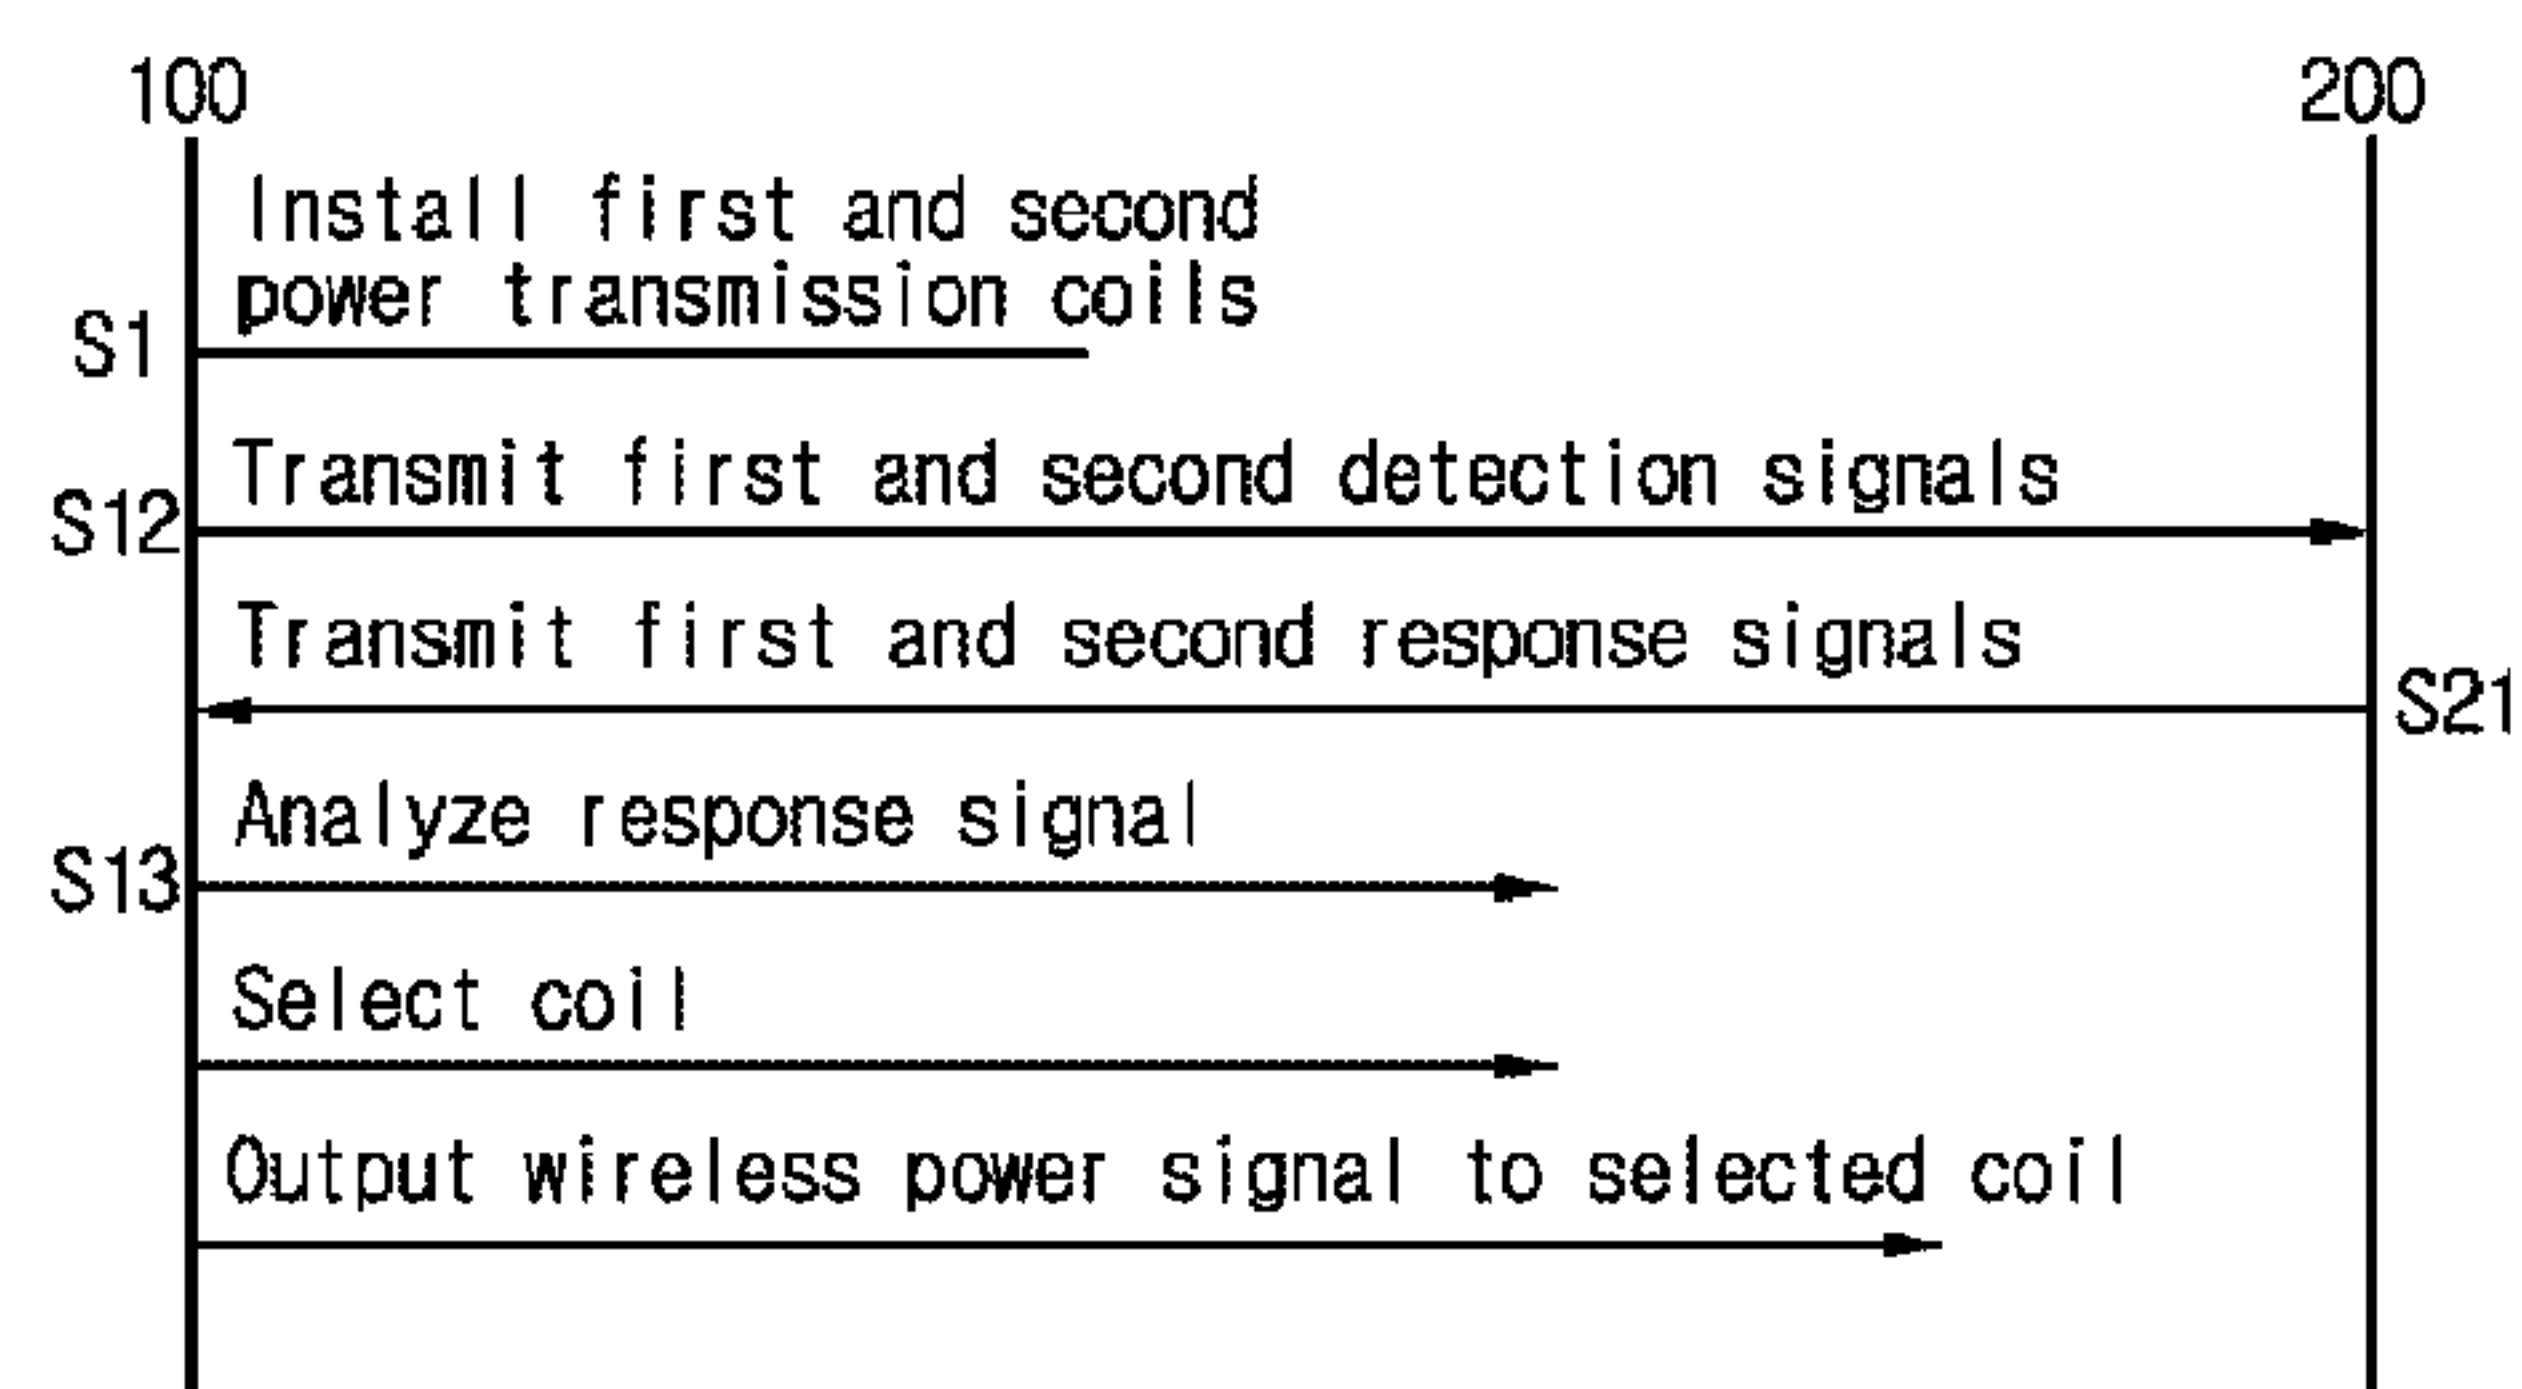 100
200
Install first and second
power transmission coils
S1
Transmit first and second detection signals
S12
Transmit first and second response signals
S21
Analyze response signal
S13
Select coil
Output wireless power signal to selected coil